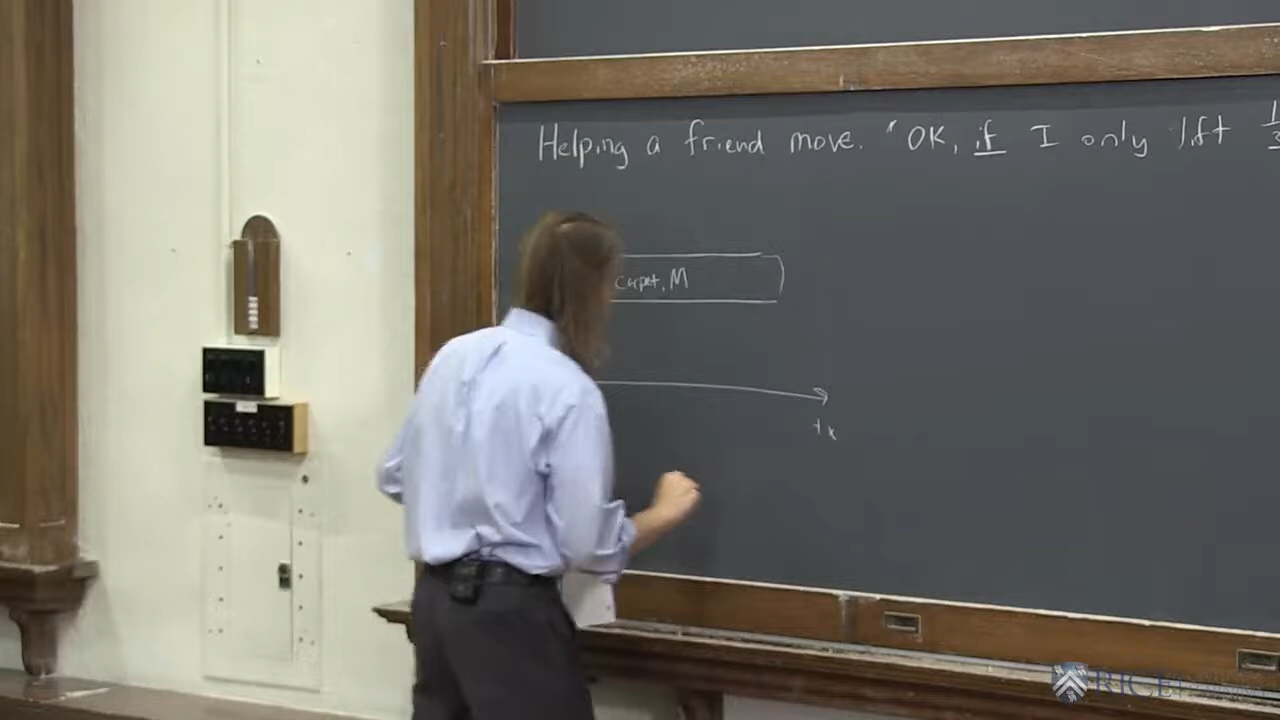 Helping a friend move. "OK, if I only lift 1/3
carpet, M
+x
RICE